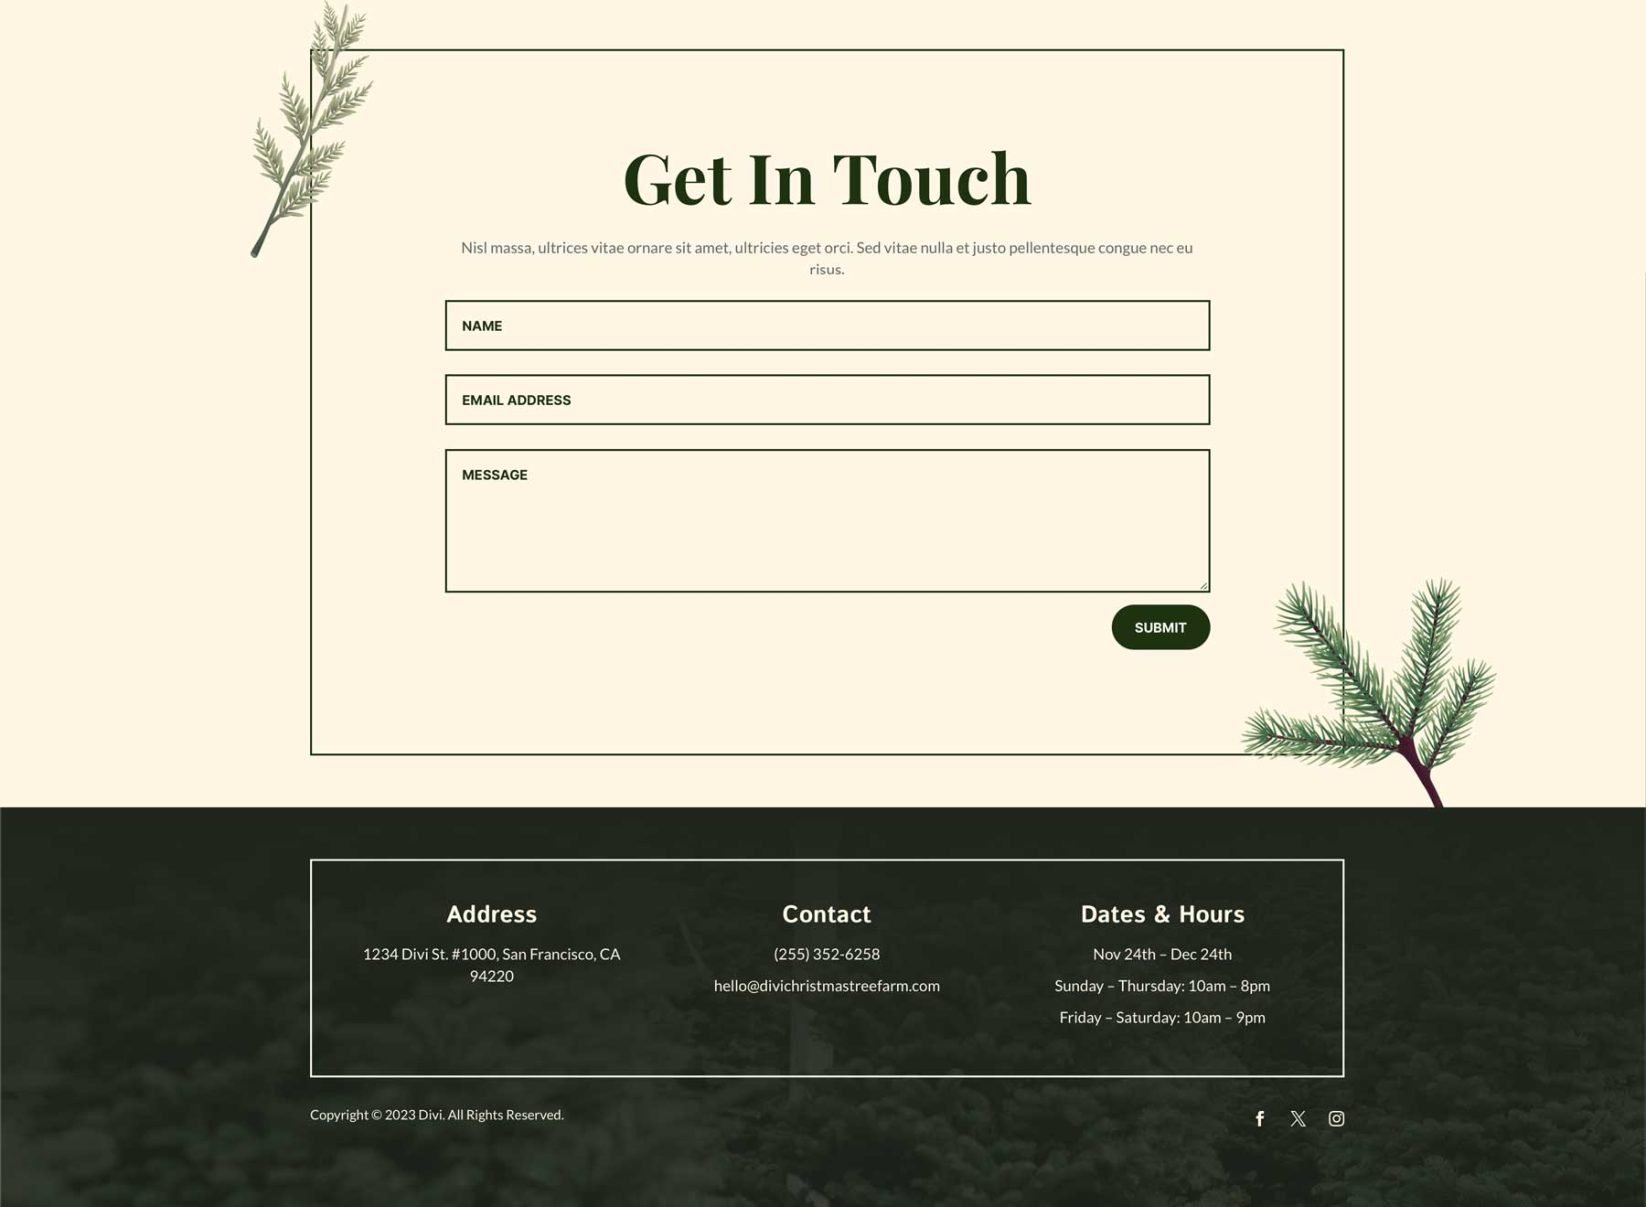 Get In Touch
Nisl massa, ultrices vitae ornare sit amet, ultricies eget orci. Sed vitae nulla et justo pellentesque congue nec eu
risus.
NAME
EMAIL ADDRESS
MESSAGE
SUBMIT
Address
1234 Divi St. #1000, San Francisco, CA
94220
Contact
(255) 352-6258
hello@divichristmastreefarm.com
Dates & Hours
Nov 24th – Dec 24th
Sunday – Thursday: 10am – 8pm
Friday – Saturday: 10am – 9pm
Copyright © 2023 Divi. All Rights Reserved.